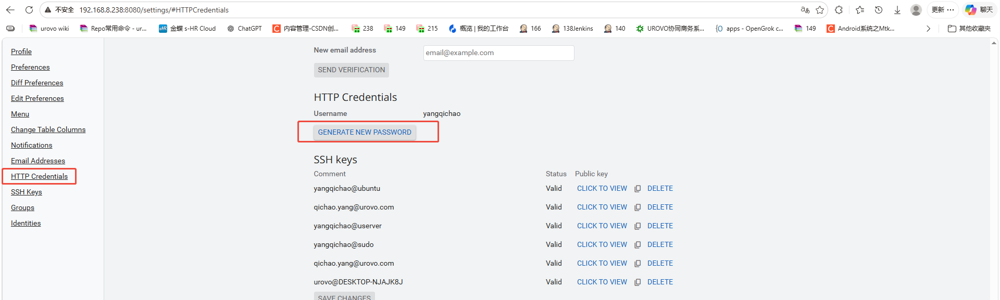 不安全 192.168.8.238:8080/settings/#HTTPCredentials 更新 聊天
urovo wiki Repo常用命令 - ur... sHR 金蝶 s-HR Cloud ChatGPT C 内容管理-CSDN创... 238 149 215 概览 | 我的工作台 166 138Jenkins 140 UROVO协同商务系... {O apps - OpenGrok c... 149 C Android系统之Mtk... 其他收藏夹
Profile
Preferences
Diff Preferences
Edit Preferences
Menu
Change Table Columns
Notifications
Email Addresses
HTTP Credentials
SSH Keys
Groups
Identities
New email address email@example.com
SEND VERIFICATION
HTTP Credentials
Username yangqichao
GENERATE NEW PASSWORD
SSH keys
Comment Status Public key
yangqichao@ubuntu Valid CLICK TO VIEW DELETE
qichao.yang@urovo.com Valid CLICK TO VIEW DELETE
yangqichao@userver Valid CLICK TO VIEW DELETE
yangqichao@sudo Valid CLICK TO VIEW DELETE
qichao.yang@urovo.com Valid CLICK TO VIEW DELETE
urovo@DESKTOP-NJAJK8J Valid CLICK TO VIEW DELETE
SAVE CHANGES